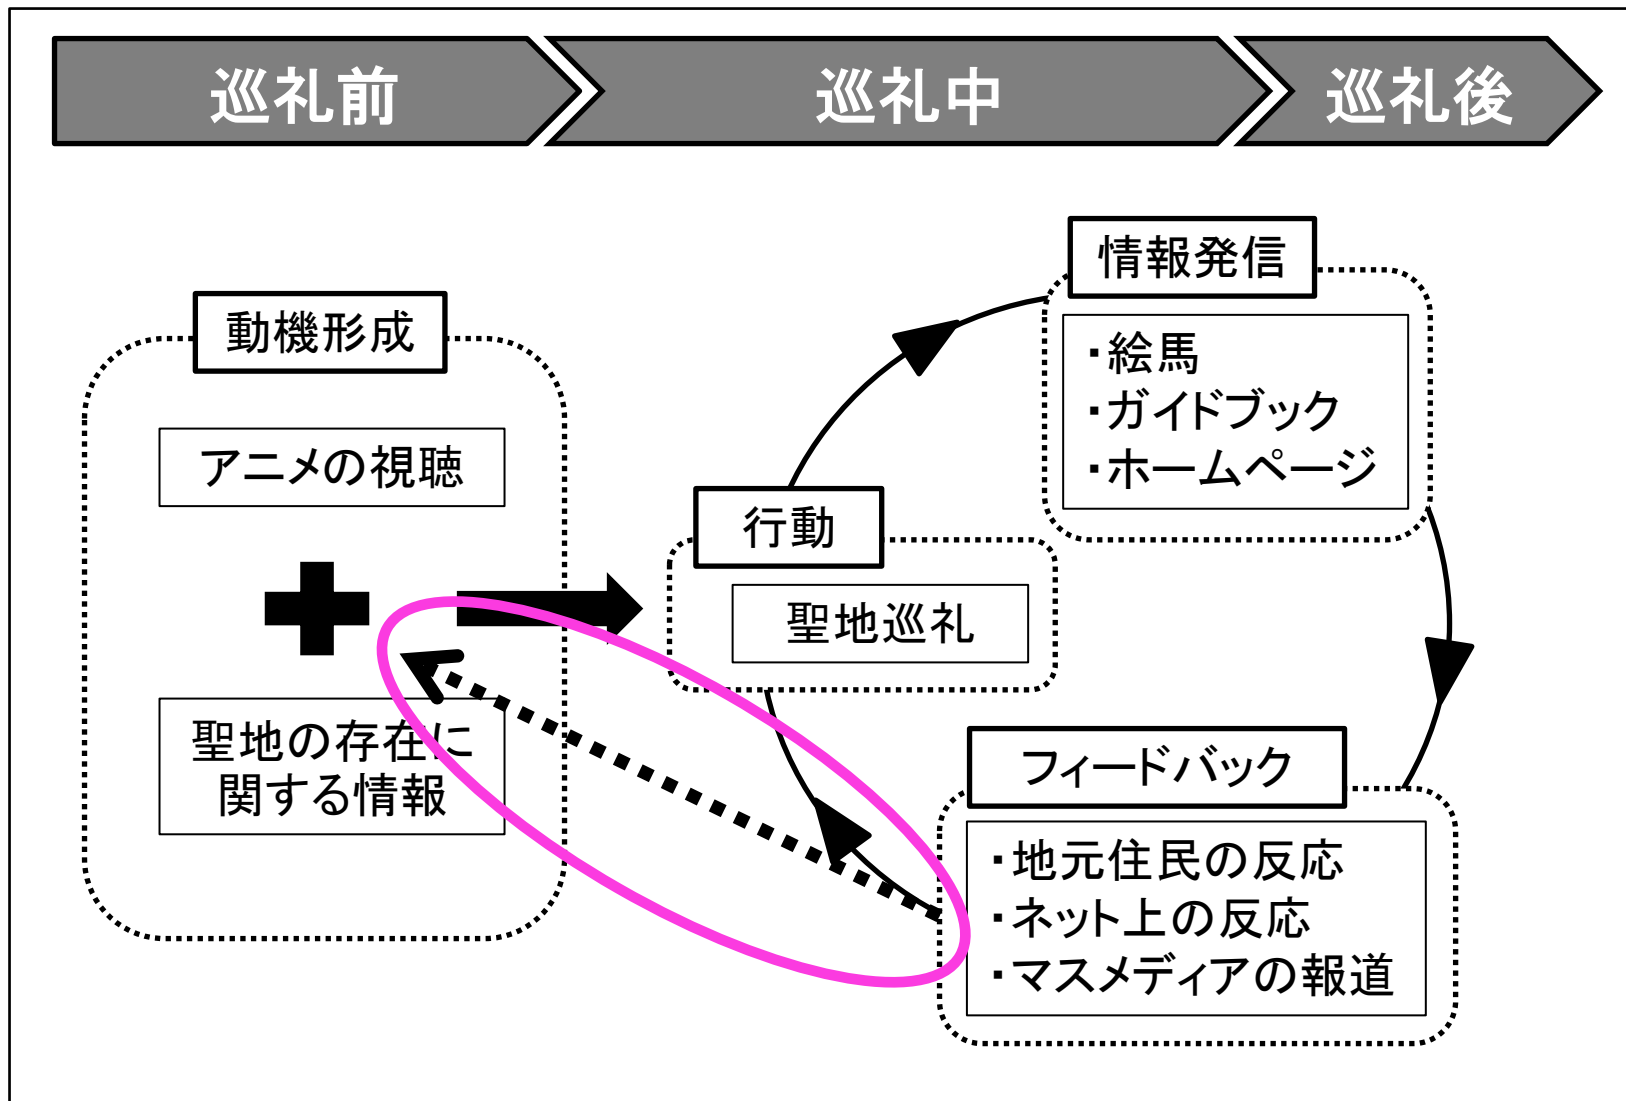 巡礼前
巡礼中
巡礼後
動機形成
アニメの視聴
聖地の存在に
関する情報
行動
聖地巡礼
情報発信
・絵馬
・ガイドブック
・ホームページ
フィードバック
・地元住民の反応
・ネット上の反応
・マスメディアの報道